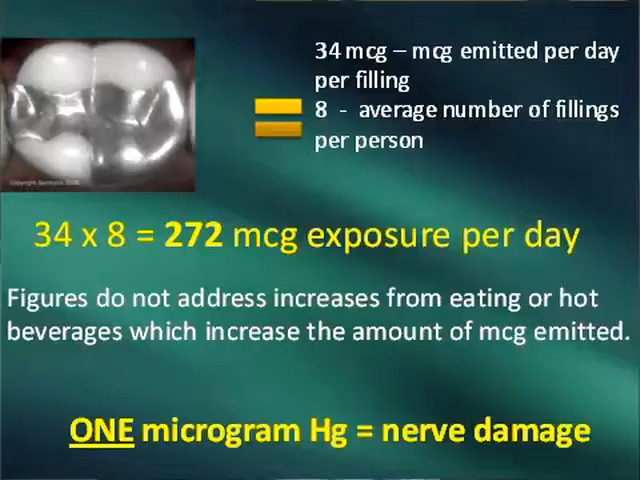 34 mcg – mcg emitted per day
per filling
8 - average number of fillings
per person
34 x 8 = 272 mcg exposure per day
Figures do not address increases from eating or hot
beverages which increase the amount of mcg emitted.
ONE microgram Hg = nerve damage